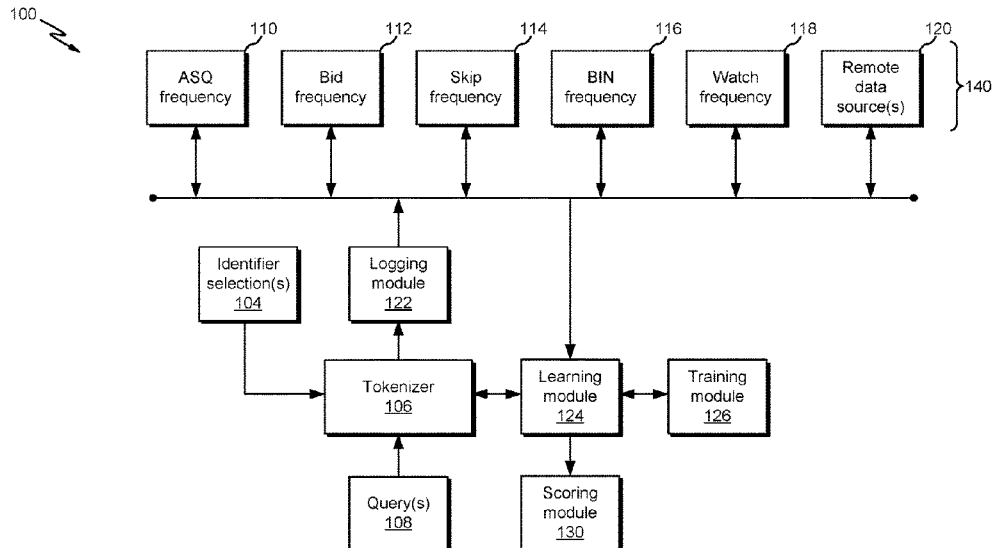 100
110
112
114
116
118
120
ASQ
frequency
Bid
frequency
Skip
frequency
BIN
frequency
Watch
frequency
Remote
data
source(s)
140
Identifier
selection(s)
104
Logging
module
122
Tokenizer
106
Learning
module
124
Training
module
126
Query(s)
108
Scoring
module
130